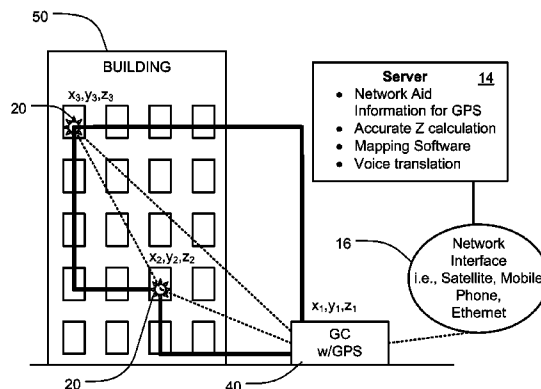 50
BUILDING
20
x3,y3,z3
Server 14
• Network Aid
Information for GPS
• Accurate Z calculation
• Mapping Software
• Voice translation
16
Network
Interface
i.e., Satellite, Mobile
Phone,
Ethernet
x2,y2,z2
x1,y1,z1
GC
w/GPS
20
40